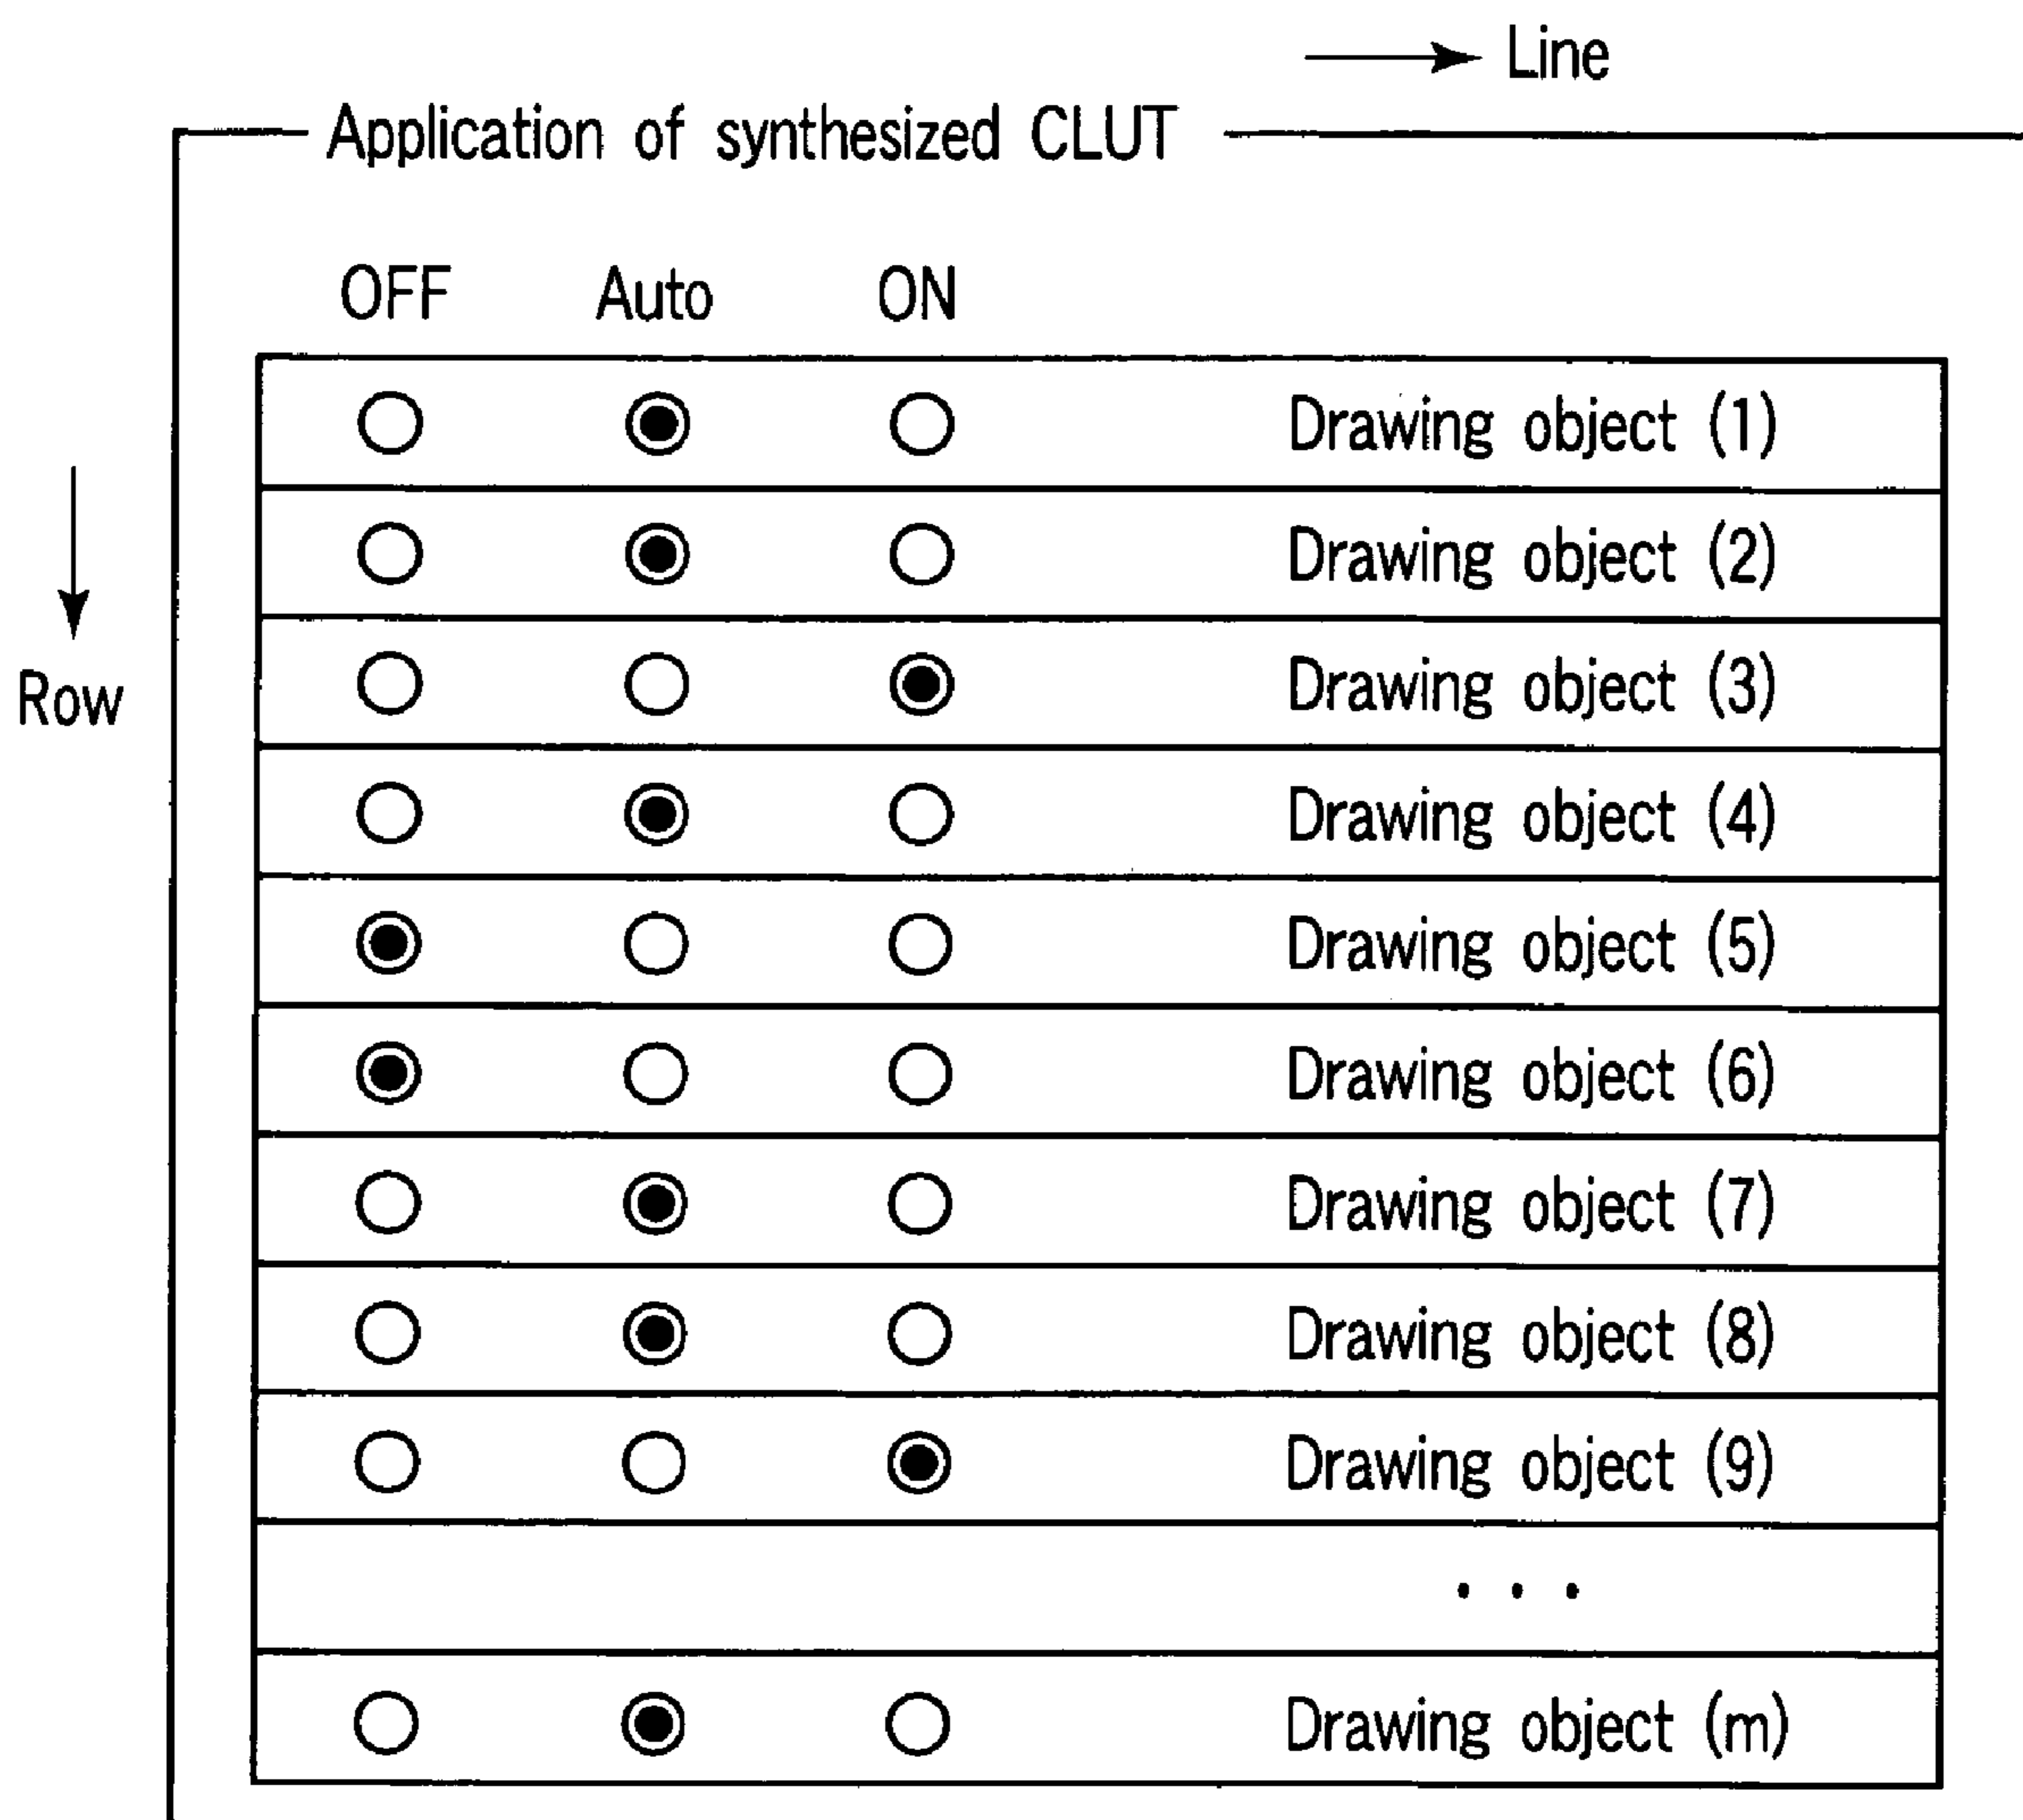 Line
Application of synthesized CLUT
OFF Auto ON
Drawing object (1)
Drawing object (2)
Row
Drawing object (3)
Drawing object (4)
Drawing object (5)
Drawing object (6)
Drawing object (7)
Drawing object (8)
Drawing object (9)
. . .
Drawing object (m)